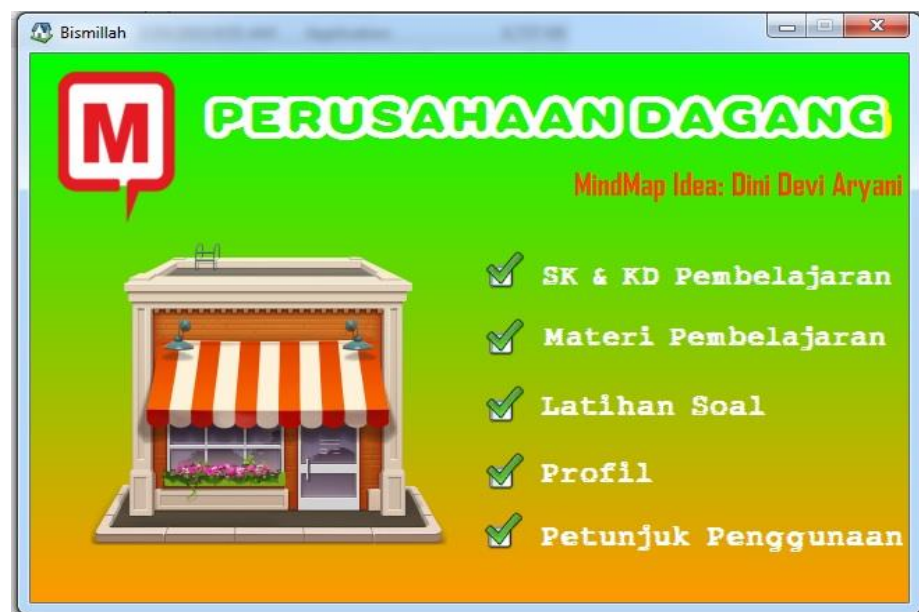 Bismillah
M
PERUSAHAAN DAGANG
MindMap Idea: Dini Devi Aryani
SK & KD Pembelajaran
Materi Pembelajaran
Latihan Soal
Profil
Petunjuk Penggunaan